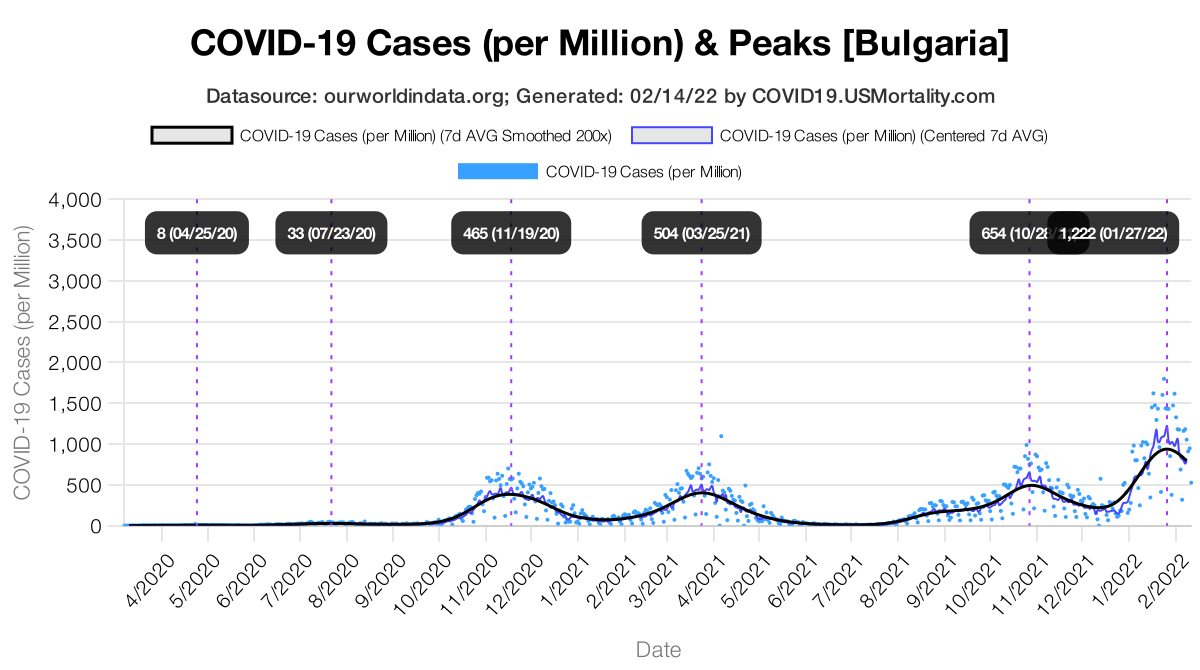 COVID-19 Cases (per Million) & Peaks [Bulgaria]
Datasource: ourworldindata.org; Generated: 02/14/22 by COVID19.USMortality.com
COVID-19 Cases (per Million) (7d AVG Smoothed 200x) COVID-19 Cases (per Million) (Centered 7d AVG)
COVID-19 Cases (per Million)
COVID-19 Cases (per Million)
4,000
8 (04/25/20) 33 (07/23/20) 465 (11/19/20) 504 (03/25/21) 654 (10/28/ 1,222 (01/27/22)
3,500
3,000
2,500
2,000
1,500
1,000
500
0
4/2020 5/2020 6/2020 7/2020 8/2020 9/2020 10/2020 11/2020 12/2020 1/2021 2/2021 3/2021 4/2021 5/2021 6/2021 7/2021 8/2021 9/2021 10/2021 11/2021 12/2021 1/2022 2/2022
Date